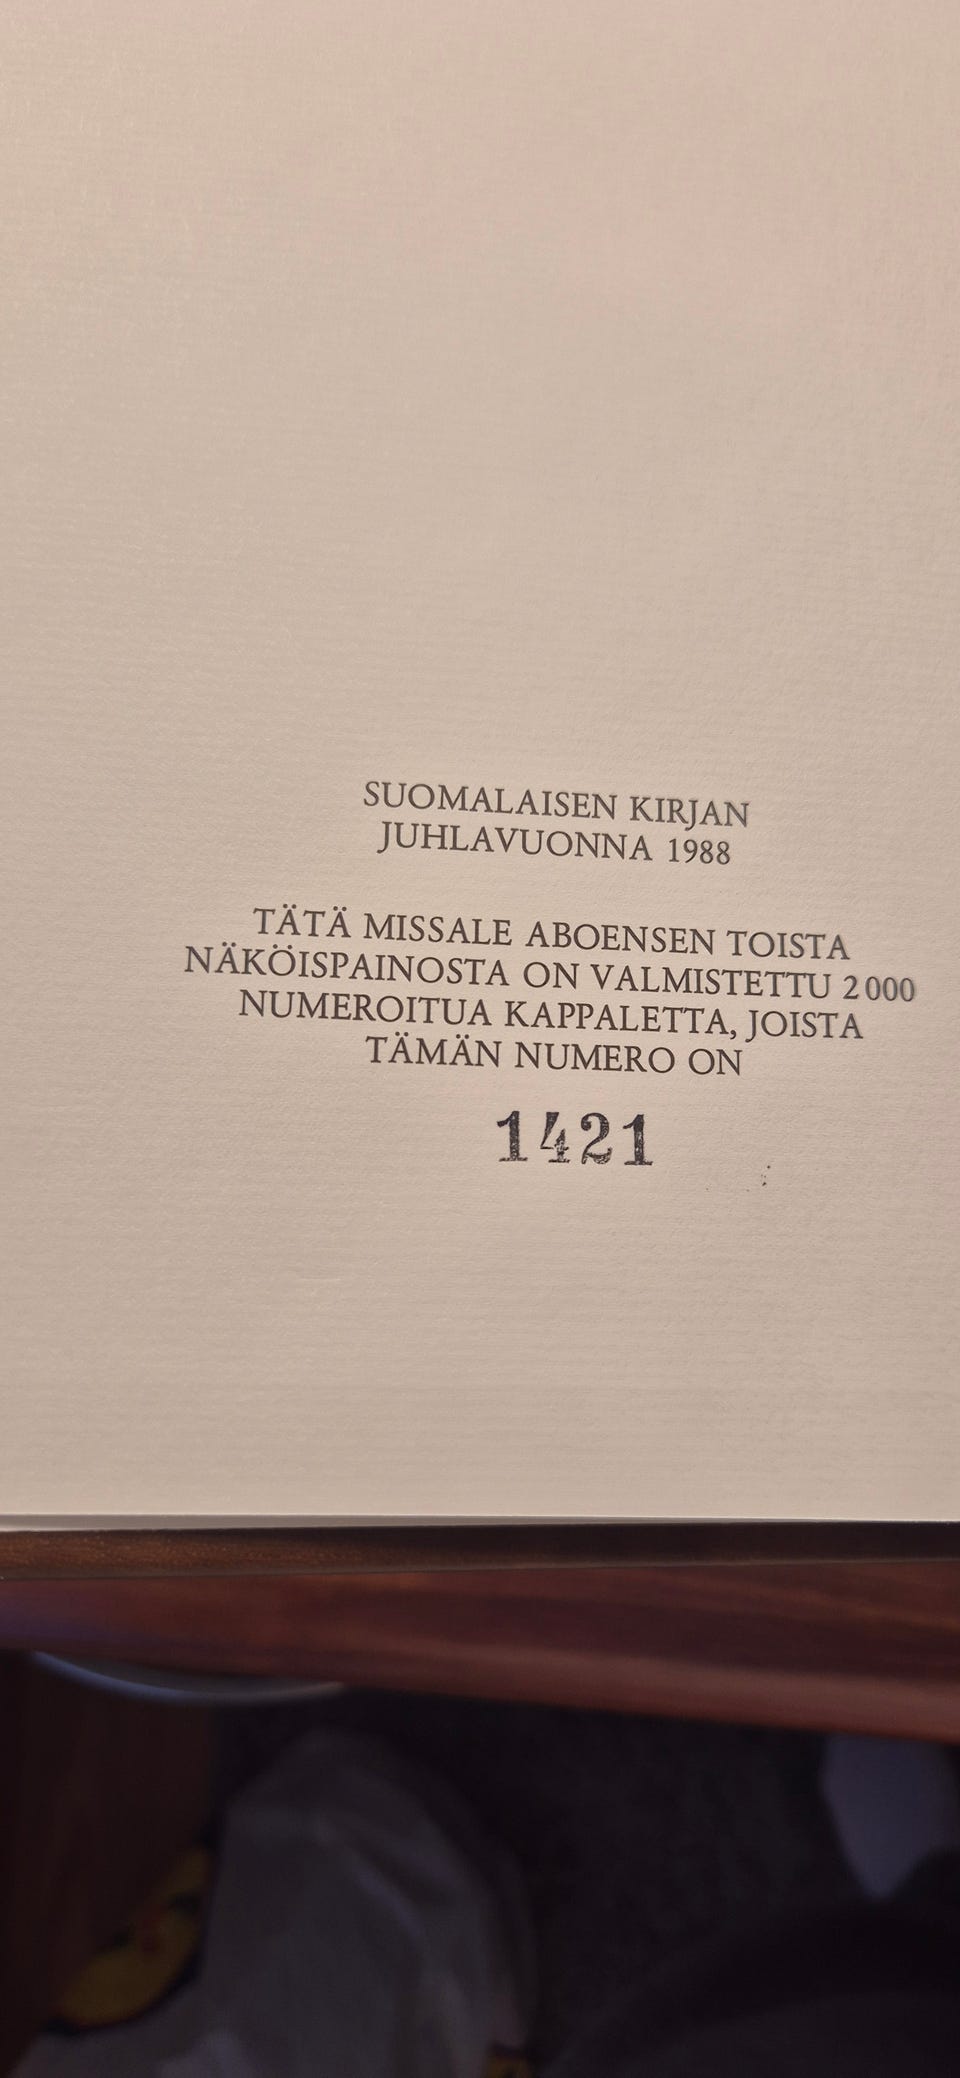 SUOMALAISEN KIRJAN
JUHLAVUONNA 1988
TÄTÄ MISSALE ABOENSEN TOISTA
NÄKÖISPAINOSTA ON VALMISTETTU 2000
NUMEROITUA KAPPALETTA, JOISTA
TÄMÄN NUMERO ON
1421